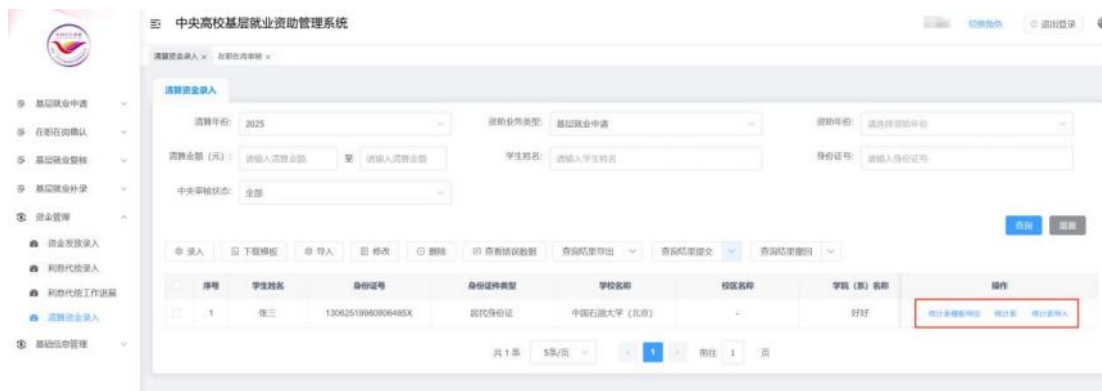 中央高校基层就业资助管理系统
切换角色 退出登录
清算资金录入 × 在职在岗审核 ×
清算资金录入
基层就业申请
在职在岗确认
基层就业复核
基层就业补录
资金管理
资金发放录入
利息代偿录入
利息代偿工作进展
清算资金录入
基础信息管理
清算年份: 2025 资助业务类型: 基层就业申请 资助年份: 请选择资助年份
清算金额（元）: 请输入清算金额 至 请输入清算金额 学生姓名: 请输入学生姓名 身份证号: 请输入身份证号
中央审核状态: 全部
查询 重置
录入 下载模板 导入 修改 删除 查看错误数据 查询结果导出 查询结果提交 查询结果撤回
序号 学生姓名 身份证号 身份证件类型 学校名称 校区名称 学院（系）名称 操作
1 张三 13062519980806485X 居民身份证 中国石油大学（北京） - 好好 统计表模板导出 统计表 统计表导入
共 1 条 5条/页 < 1 > 前往 1 页